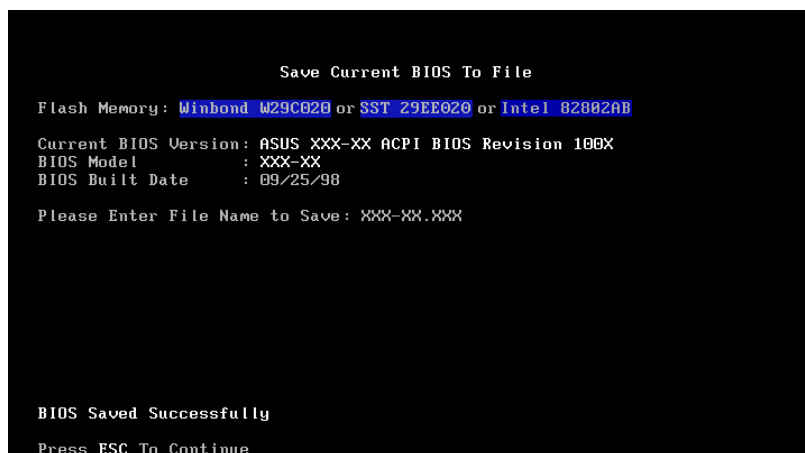 Save Current BIOS To File
Flash Memory: Winbond W29C020 or SST 29EE020 or Intel 82802AB
Current BIOS Version: ASUS XXX-XX ACPI BIOS Revision 100X
BIOS Model : XXX-XX
BIOS Built Date : 09/25/98
Please Enter File Name to Save: XXX-XX.XXX
BIOS Saved Successfully
Press ESC To Continue